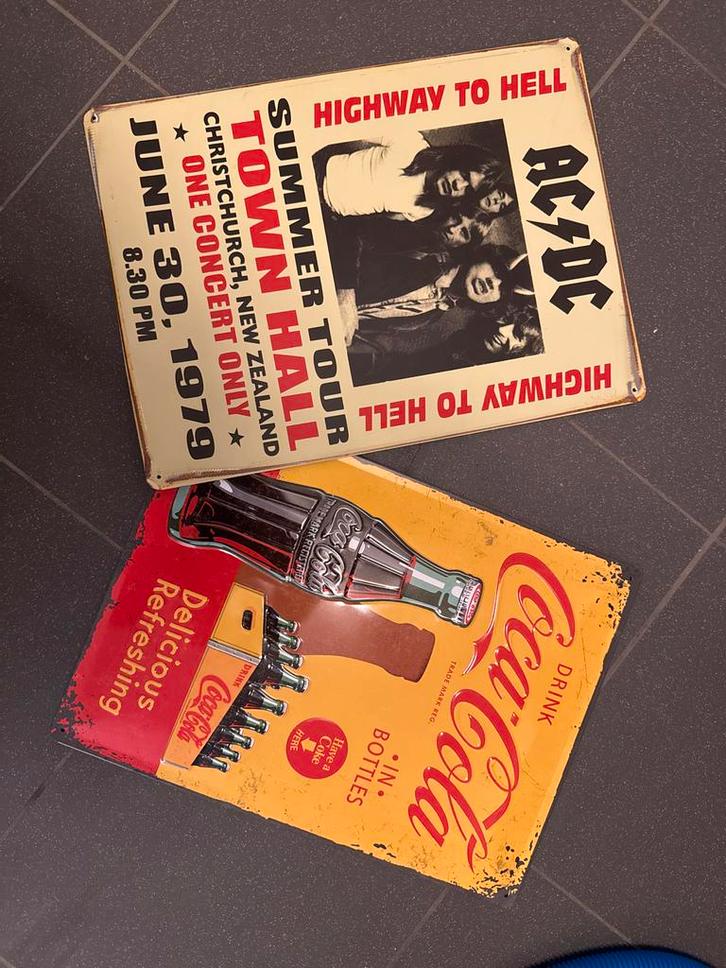 AC DC
HIGHWAY TO HELL
HIGHWAY TO HELL
SUMMER TOUR
TOWN HALL
CHRISTCHURCH, NEW ZEALAND
★ ONE CONCERT ONLY ★
JUNE 30, 1979
8.30 PM
DRINK
Coca-Cola
TRADE MARK REG.
•IN•
BOTTLES
Coca-Cola
Have a
Coke
HERE
DRINK
Coca-Cola
Delicious
Refreshing